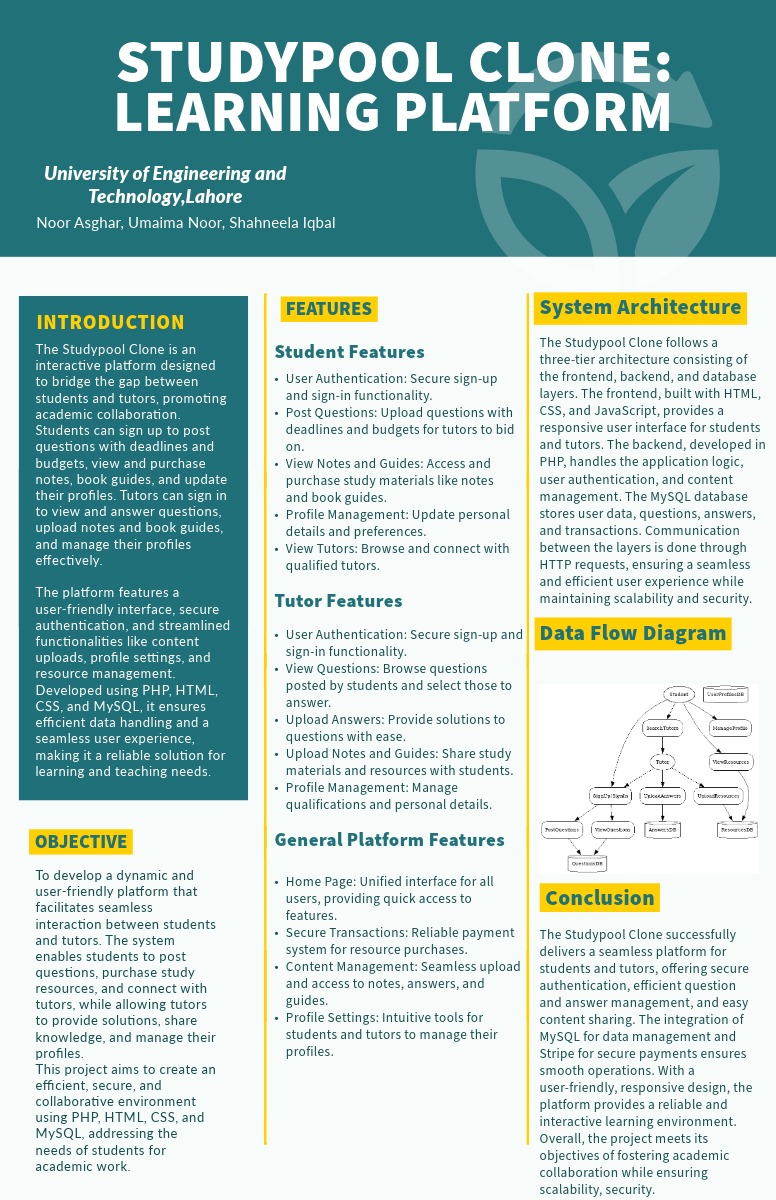 STUDYPOOL CLONE:
LEARNING PLATFORM
University of Engineering and
Technology,Lahore
Noor Asghar, Umaima Noor, Shahneela Iqbal
INTRODUCTION
The Studypool Clone is an
interactive platform designed
to bridge the gap between
students and tutors, promoting
academic collaboration.
Students can sign up to post
questions with deadlines and
budgets, view and purchase
notes, book guides, and update
their profiles. Tutors can sign in
to view and answer questions,
upload notes and book guides,
and manage their profiles
effectively.
The platform features a
user-friendly interface, secure
authentication, and streamlined
functionalities like content
uploads, profile settings, and
resource management.
Developed using PHP, HTML,
CSS, and MySQL, it ensures
efficient data handling and a
seamless user experience,
making it a reliable solution for
learning and teaching needs.
OBJECTIVE
To develop a dynamic and
user-friendly platform that
facilitates seamless
interaction between students
and tutors. The system
enables students to post
questions, purchase study
resources, and connect with
tutors, while allowing tutors
to provide solutions, share
knowledge, and manage their
profiles.
This project aims to create an
efficient, secure, and
collaborative environment
using PHP, HTML, CSS, and
MySQL, addressing the
needs of students for
academic work.
FEATURES
Student Features
• User Authentication: Secure sign-up
and sign-in functionality.
• Post Questions: Upload questions with
deadlines and budgets for tutors to bid
on.
• View Notes and Guides: Access and
purchase study materials like notes
and book guides.
• Profile Management: Update personal
details and preferences.
• View Tutors: Browse and connect with
qualified tutors.
Tutor Features
• User Authentication: Secure sign-up and
sign-in functionality.
• View Questions: Browse questions
posted by students and select those to
answer.
• Upload Answers: Provide solutions to
questions with ease.
• Upload Notes and Guides: Share study
materials and resources with students.
• Profile Management: Manage
qualifications and personal details.
General Platform Features
• Home Page: Unified interface for all
users, providing quick access to
features.
• Secure Transactions: Reliable payment
system for resource purchases.
• Content Management: Seamless upload
and access to notes, answers, and
guides.
• Profile Settings: Intuitive tools for
students and tutors to manage their
profiles.
System Architecture
The Studypool Clone follows a
three-tier architecture consisting of
the frontend, backend, and database
layers. The frontend, built with HTML,
CSS, and JavaScript, provides a
responsive user interface for students
and tutors. The backend, developed in
PHP, handles the application logic,
user authentication, and content
management. The MySQL database
stores user data, questions, answers,
and transactions. Communication
between the layers is done through
HTTP requests, ensuring a seamless
and efficient user experience while
maintaining scalability and security.
Data Flow Diagram
Student UserProfilesDB
SearchTutors ManageProfile
Tutor ViewResources
SignUp/SignIn UploadAnswers UploadResources
PostQuestions ViewQuestions AnswersDB ResourcesDB
QuestionsDB
Conclusion
The Studypool Clone successfully
delivers a seamless platform for
students and tutors, offering secure
authentication, efficient question
and answer management, and easy
content sharing. The integration of
MySQL for data management and
Stripe for secure payments ensures
smooth operations. With a
user-friendly, responsive design, the
platform provides a reliable and
interactive learning environment.
Overall, the project meets its
objectives of fostering academic
collaboration while ensuring
scalability, security.